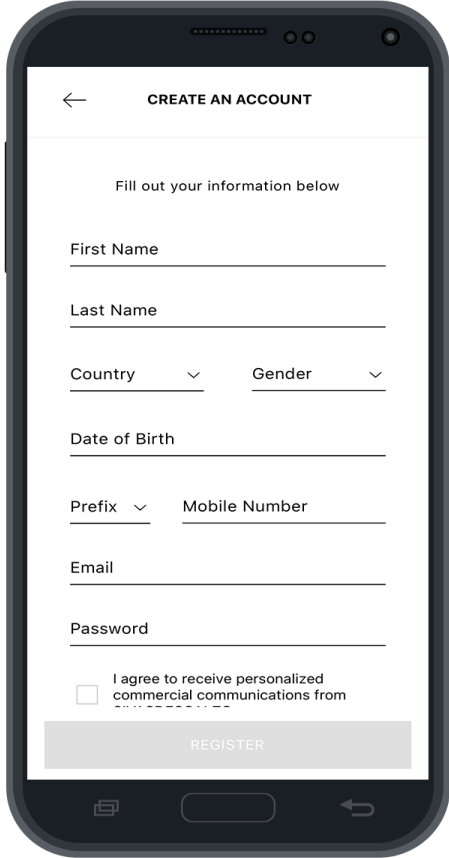 CREATE AN ACCOUNT
Fill out your information below
First Name
Last Name
Country Gender
Date of Birth
Prefix Mobile Number
Email
Password
I agree to receive personalized
commercial communications from
REGISTER